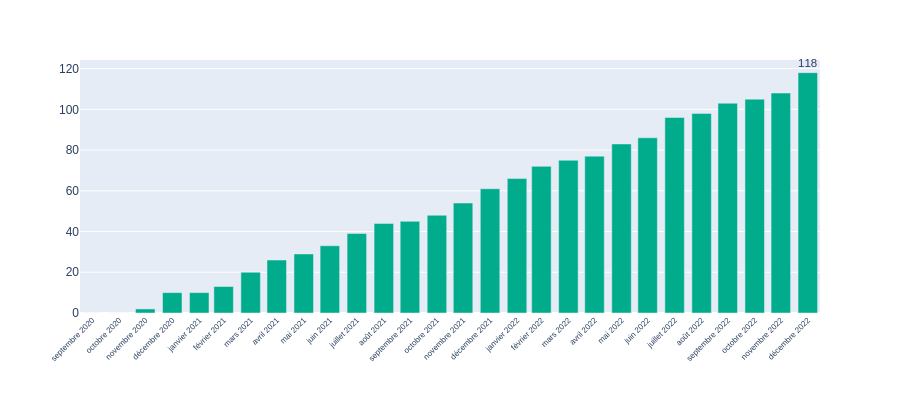 118
120
100
80
60
40
20
0
septembre 2020
octobre 2020
novembre 2020
décembre 2020
janvier 2021
février 2021
mars 2021
avril 2021
mai 2021
juin 2021
juillet 2021
août 2021
septembre 2021
octobre 2021
novembre 2021
décembre 2021
janvier 2022
février 2022
mars 2022
avril 2022
mai 2022
juin 2022
juillet 2022
août 2022
septembre 2022
octobre 2022
novembre 2022
décembre 2022